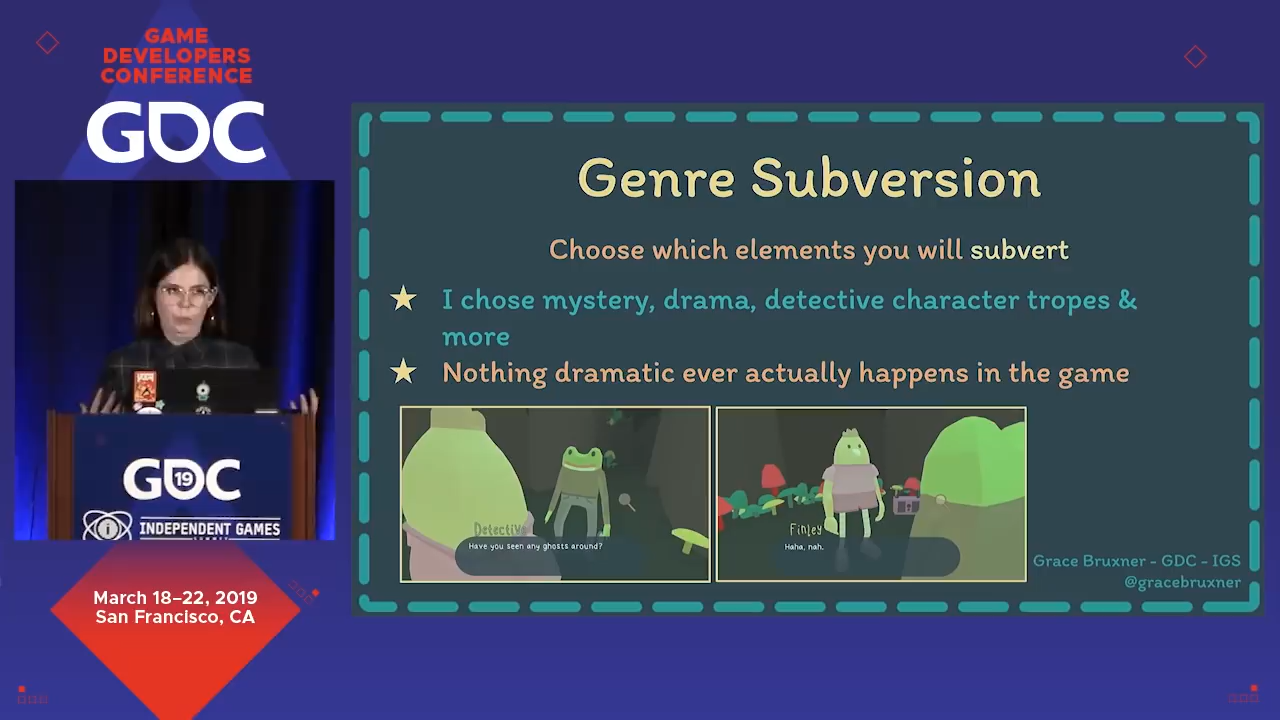 GAME
DEVELOPERS
CONFERENCE
GDC
GDC
19
INDEPENDENT GAMES
March 18–22, 2019
San Francisco, CA
Genre Subversion
Choose which elements you will subvert
★ I chose mystery, drama, detective character tropes &
more
★ Nothing dramatic ever actually happens in the game
Detective
Have you seen any ghosts around?
Finley
Haha, nah.
Grace Bruxner - GDC - IGS
@gracebruxner